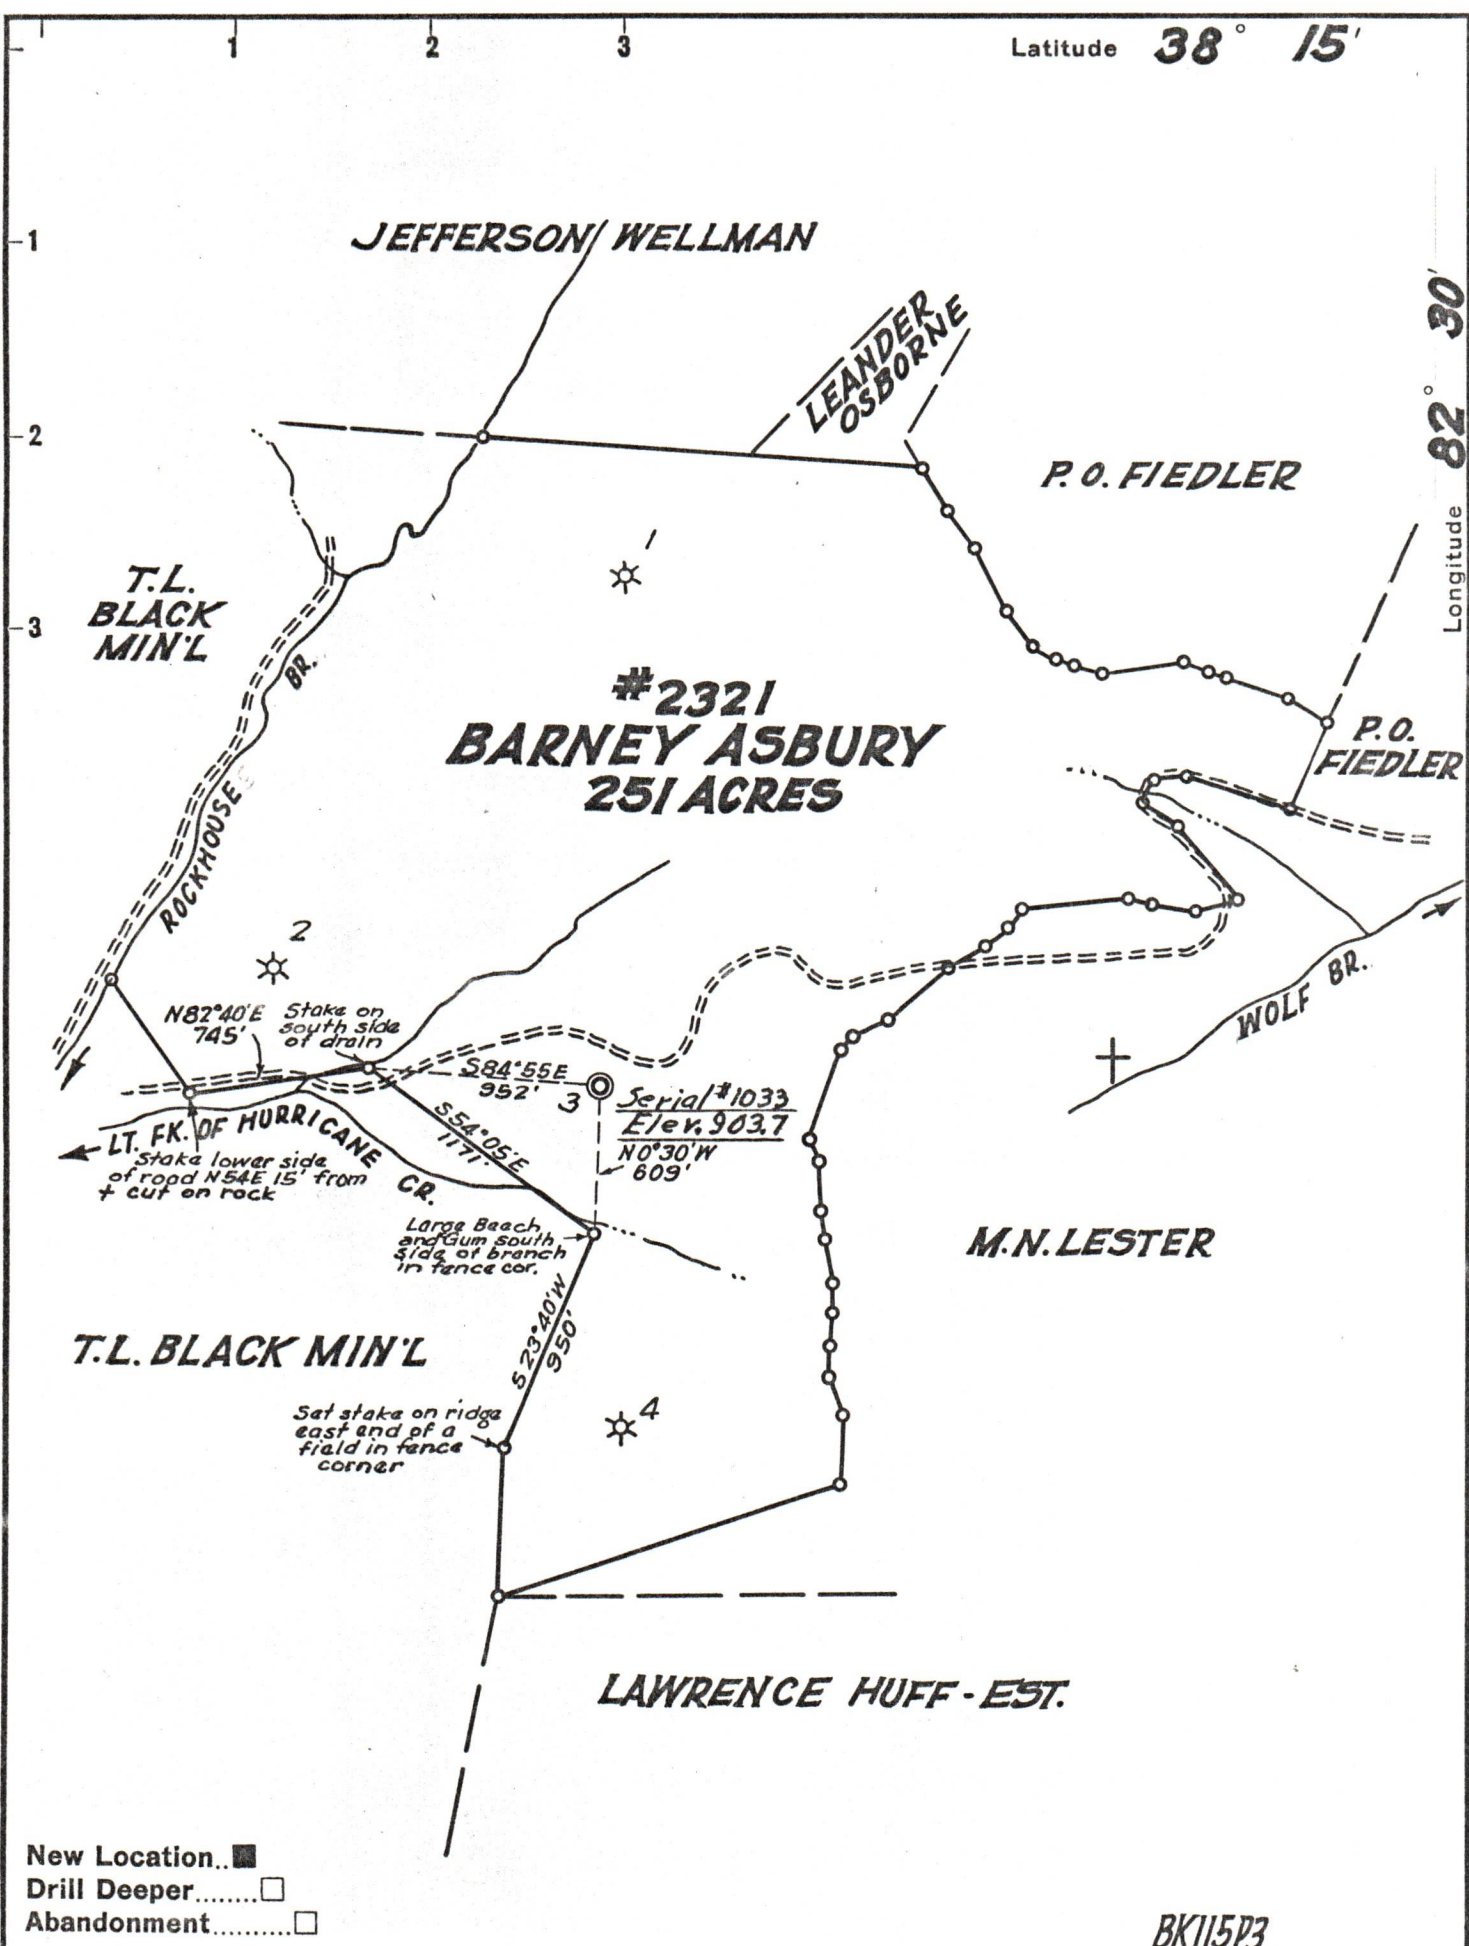 1 2 3
Latitude 38° 15'
1
JEFFERSON WELLMAN
82° 30'
Longitude
LEANDER
OSBORNE
2
P.O. FIEDLER
T.L.
BLACK
MIN'L
3
BR.
#2321
BARNEY ASBURY
251 ACRES
P.O.
FIEDLER
ROCKHOUSE
2
WOLF BR.
N82°40'E
745'
Stake on
south side
of drain
S84°55'E
952'
3
Serial #1033
Elev. 903.7
N0°30'W
609'
S54°05'E
1171'
LT. FK. OF HURRICANE CR.
Stake lower side
of road N54E 15' from
+ cut on rock
Large Beech
and Gum south
side of branch
in fence cor.
M.N. LESTER
S23°40'W
950'
T.L. BLACK MIN'L
Set stake on ridge
east end of a
field in fence
corner
4
LAWRENCE HUFF - EST.
New Location..
Drill Deeper........
Abandonment..........
BK115P3